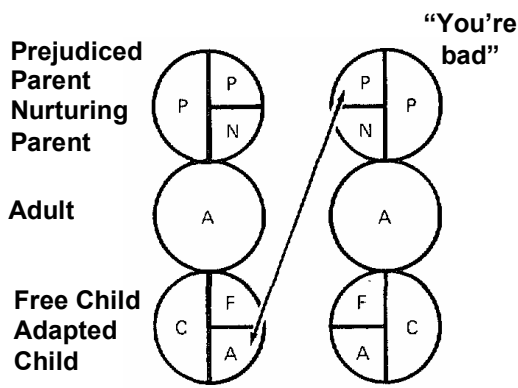 “You’re
bad”
Prejudiced
Parent
Nurturing
Parent
P
P
N
P
N
P
Adult
A
A
Free Child
Adapted
Child
C
F
A
F
A
C